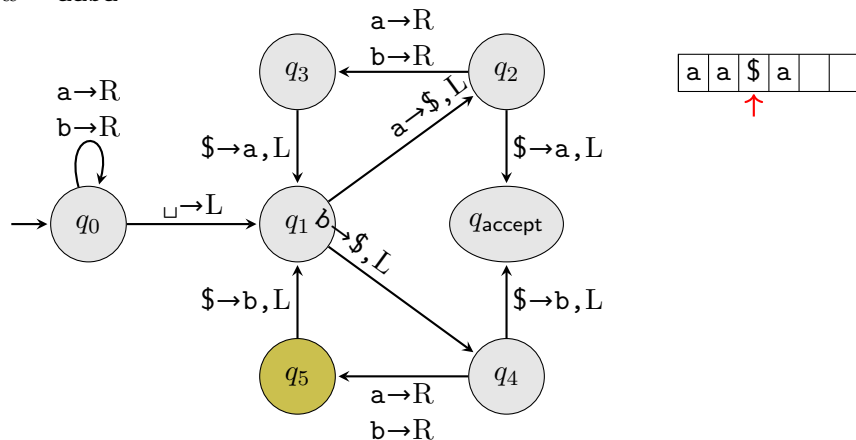 a→R
b→R
q3
q2
a a $ a
a→R
b→R
$→a,L
a→$,L
$→a,L
q0
␣→L
q1
qaccept
b→$,L
$→b,L
$→b,L
q5
q4
a→R
b→R